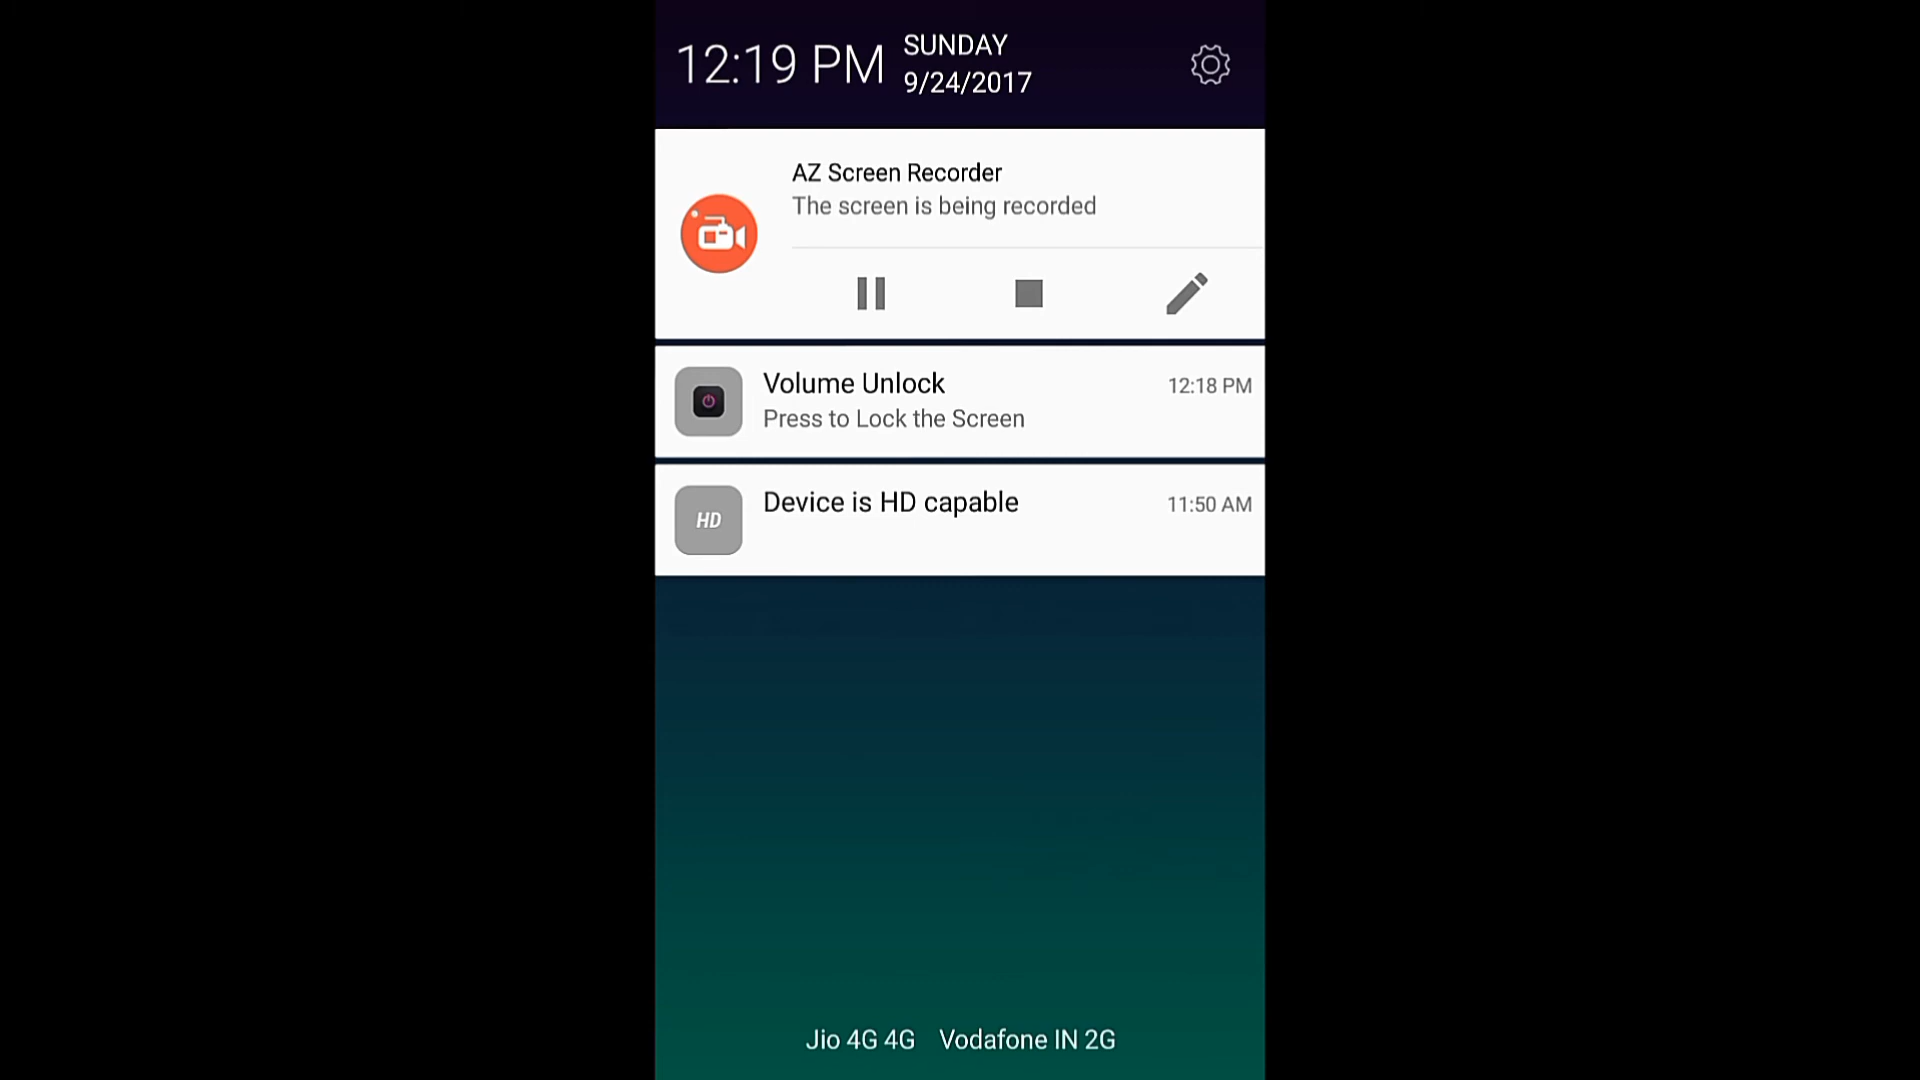 12:19 PM
SUNDAY
9/24/2017
AZ Screen Recorder
The screen is being recorded
Volume Unlock
12:18 PM
Press to Lock the Screen
HD
Device is HD capable
11:50 AM
Jio 4G 4G Vodafone IN 2G